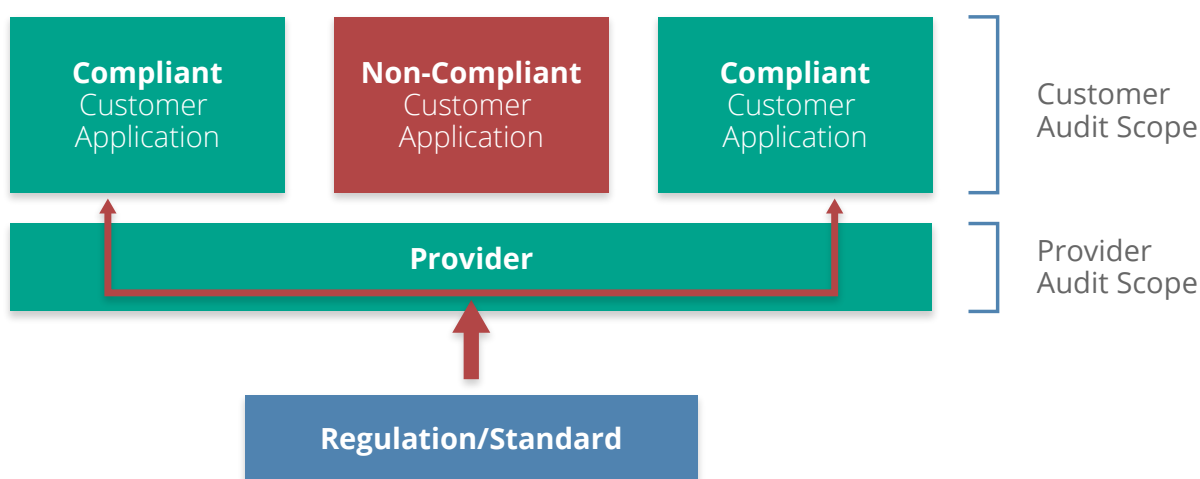 Compliant
Customer
Application
Non-Compliant
Customer
Application
Compliant
Customer
Application
Customer
Audit Scope
Provider
Provider
Audit Scope
Regulation/Standard